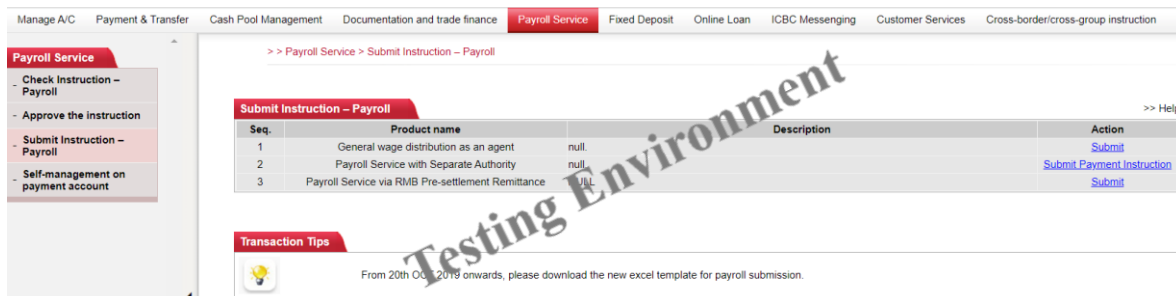 Manage A/C Payment & Transfer Cash Pool Management Documentation and trade finance Payroll Service Fixed Deposit Online Loan ICBC Messenging Customer Services Cross-border/cross-group instruction
Payroll Service
- Check Instruction – Payroll
- Approve the instruction
- Submit Instruction – Payroll
- Self-management on payment account
> > Payroll Service > Submit Instruction – Payroll
Submit Instruction – Payroll
>> Help
Seq. Product name Description Action
1 General wage distribution as an agent null. Submit
2 Payroll Service with Separate Authority null. Submit Payment Instruction
3 Payroll Service via RMB Pre-settlement Remittance NULL Submit
Testing Environment
Transaction Tips
From 20th OCT 2019 onwards, please download the new excel template for payroll submission.